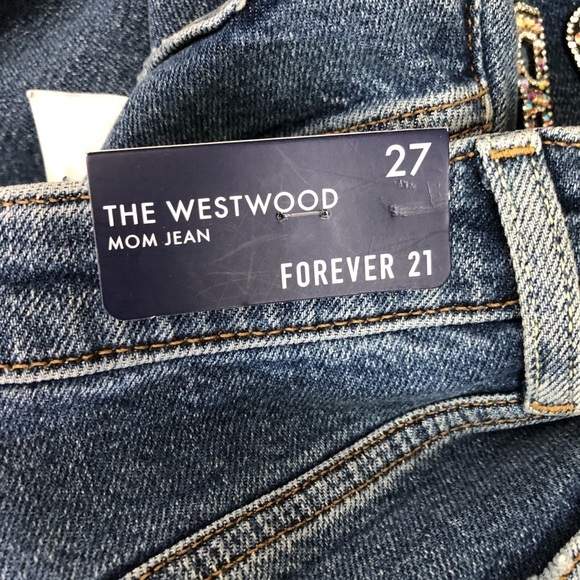 27
THE WESTWOOD
MOM JEAN
FOREVER 21